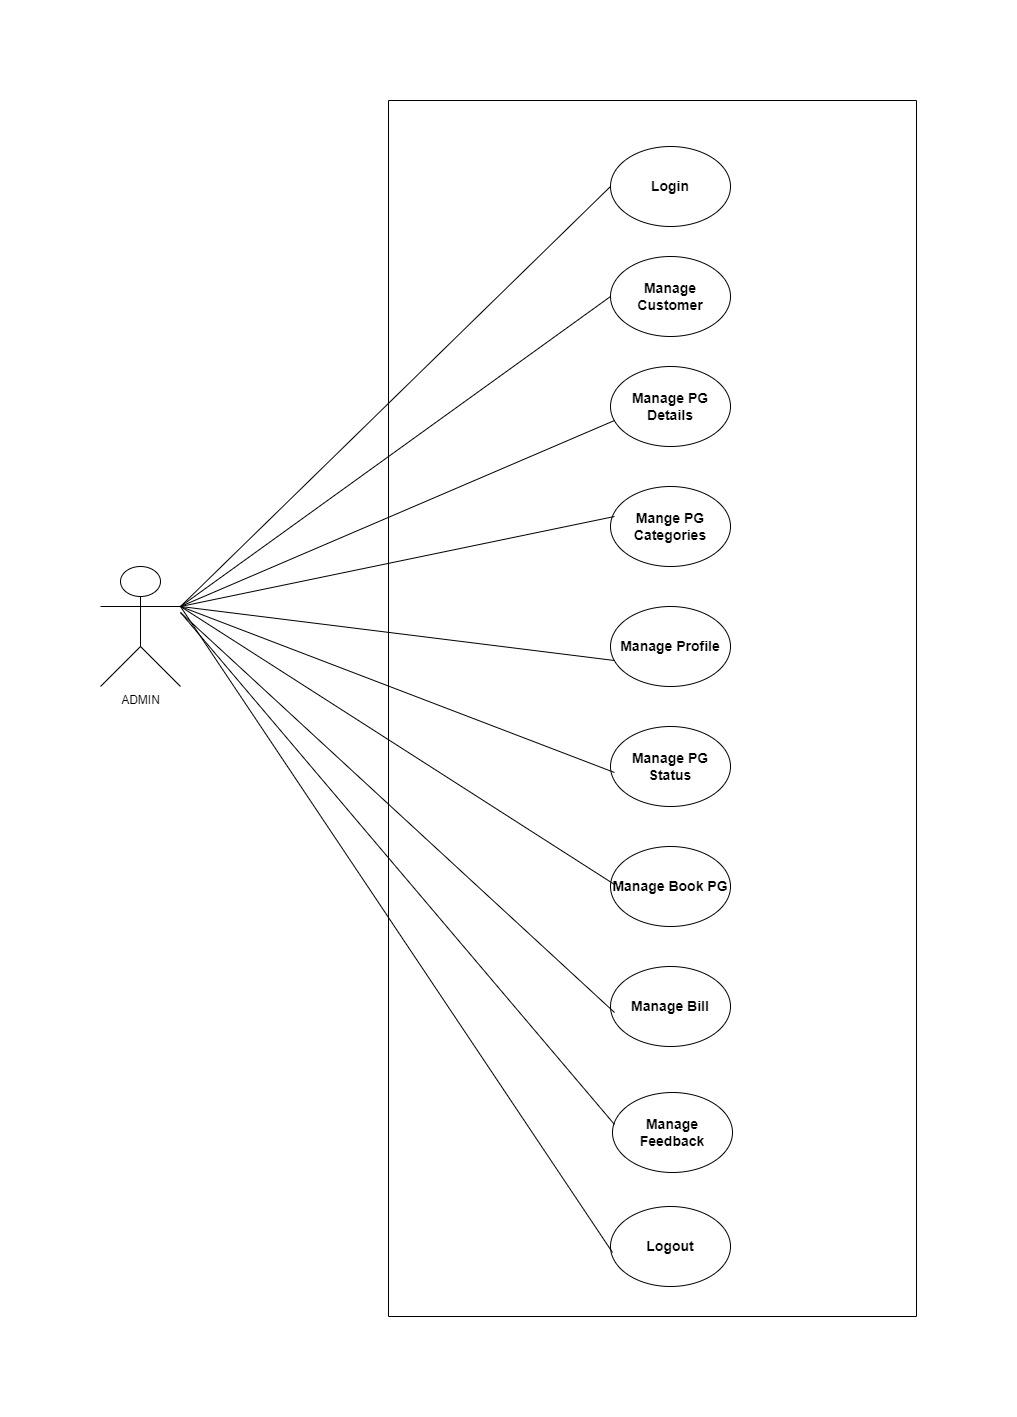 Login
Manage
Customer
Manage PG
Details
Mange PG
Categories
Manage Profile
ADMIN
Manage PG
Status
Manage Book PG
Manage Bill
Manage
Feedback
Logout